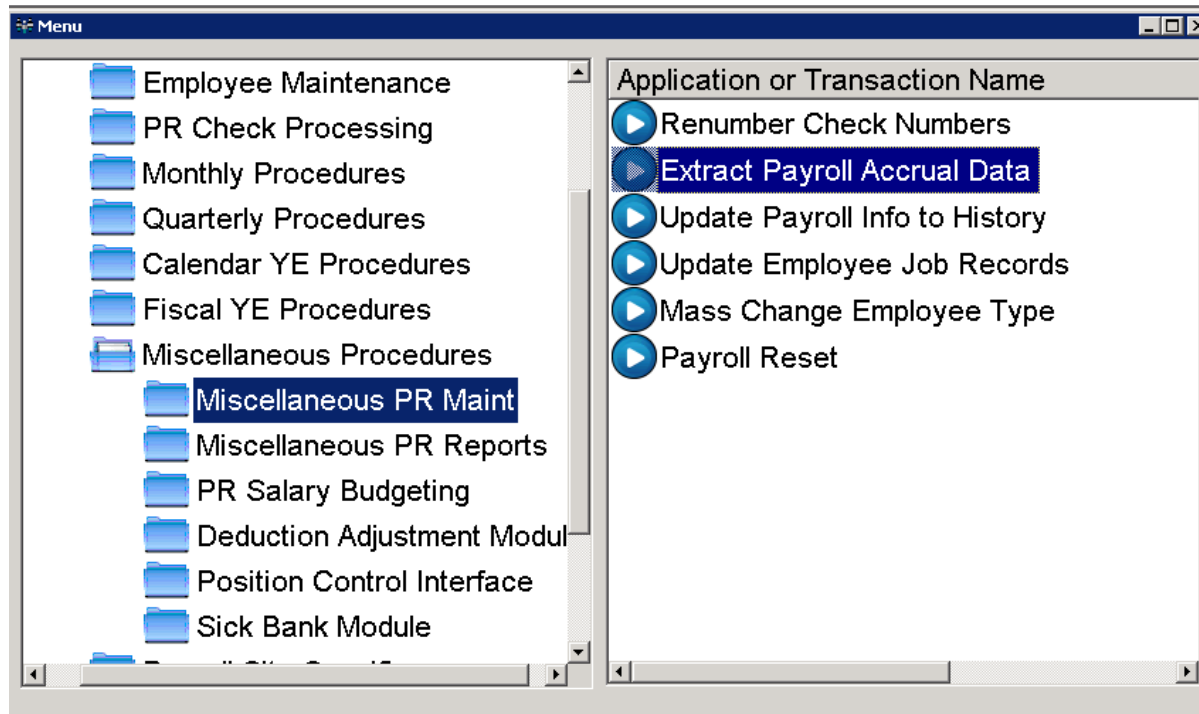 Menu
Employee Maintenance
PR Check Processing
Monthly Procedures
Quarterly Procedures
Calendar YE Procedures
Fiscal YE Procedures
Miscellaneous Procedures
Miscellaneous PR Maint
Miscellaneous PR Reports
PR Salary Budgeting
Deduction Adjustment Modul
Position Control Interface
Sick Bank Module
Application or Transaction Name
Renumber Check Numbers
Extract Payroll Accrual Data
Update Payroll Info to History
Update Employee Job Records
Mass Change Employee Type
Payroll Reset